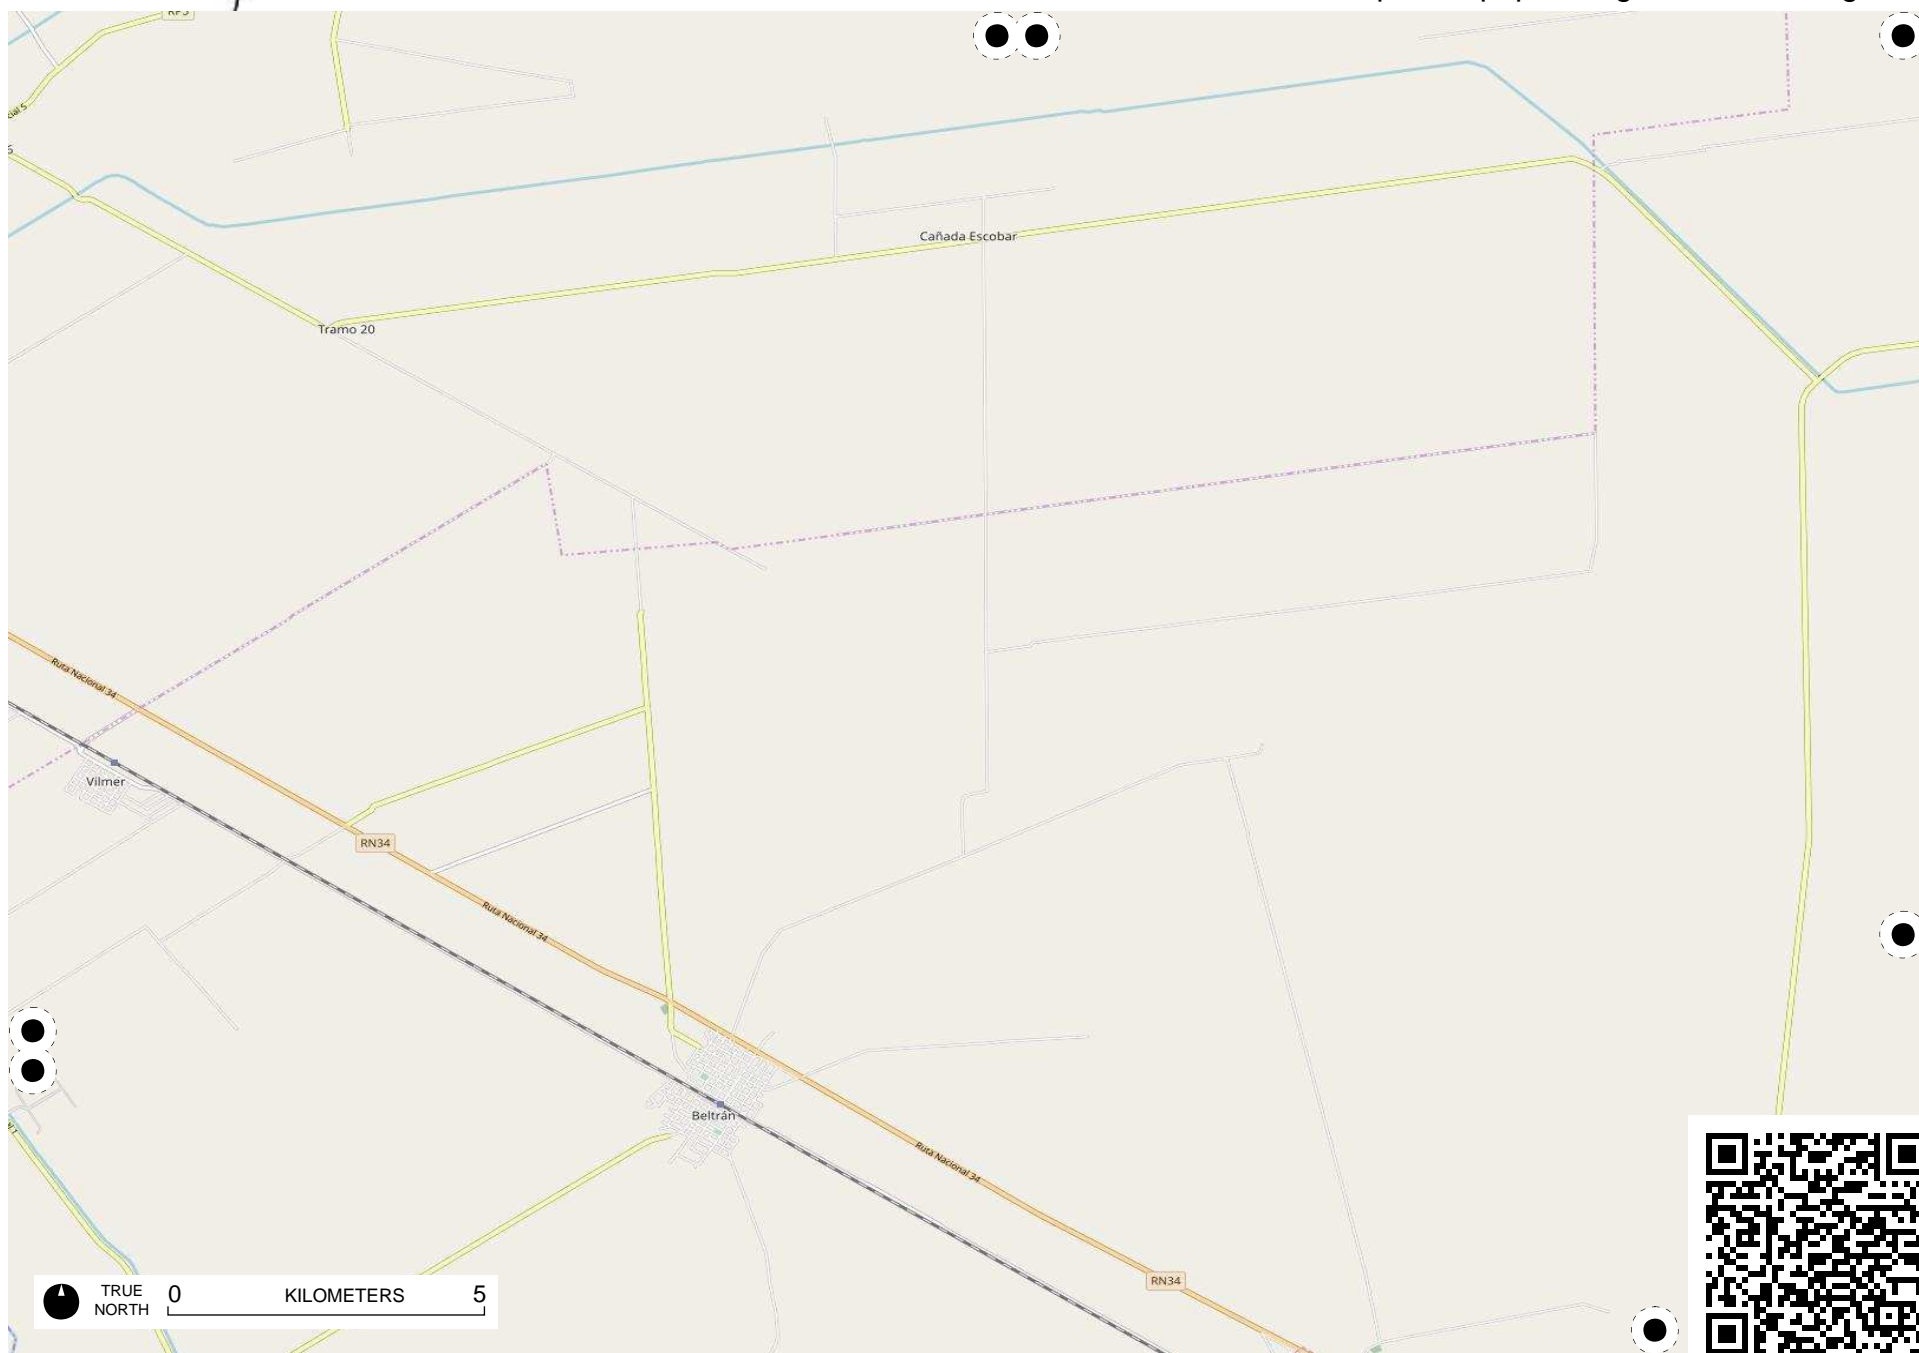 RP5
Cañada Escobar
Tramo 20
Ruta Nacional 34
Vilmer
RN34
Ruta Nacional 34
Beltrán
Ruta Nacional 34
RN34
TRUE NORTH
0 KILOMETERS 5